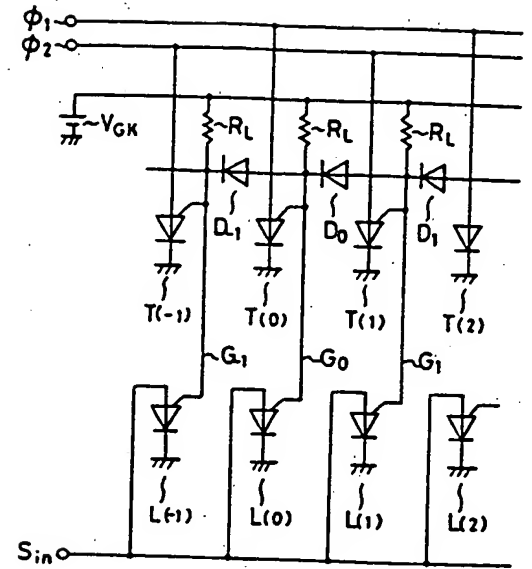 ϕ1
ϕ2
VGK
RL RL RL
D-1 D0 D1
T(-1) T(0) T(1) T(2)
G-1 G0 G1
L(-1) L(0) L(1) L(2)
Sin